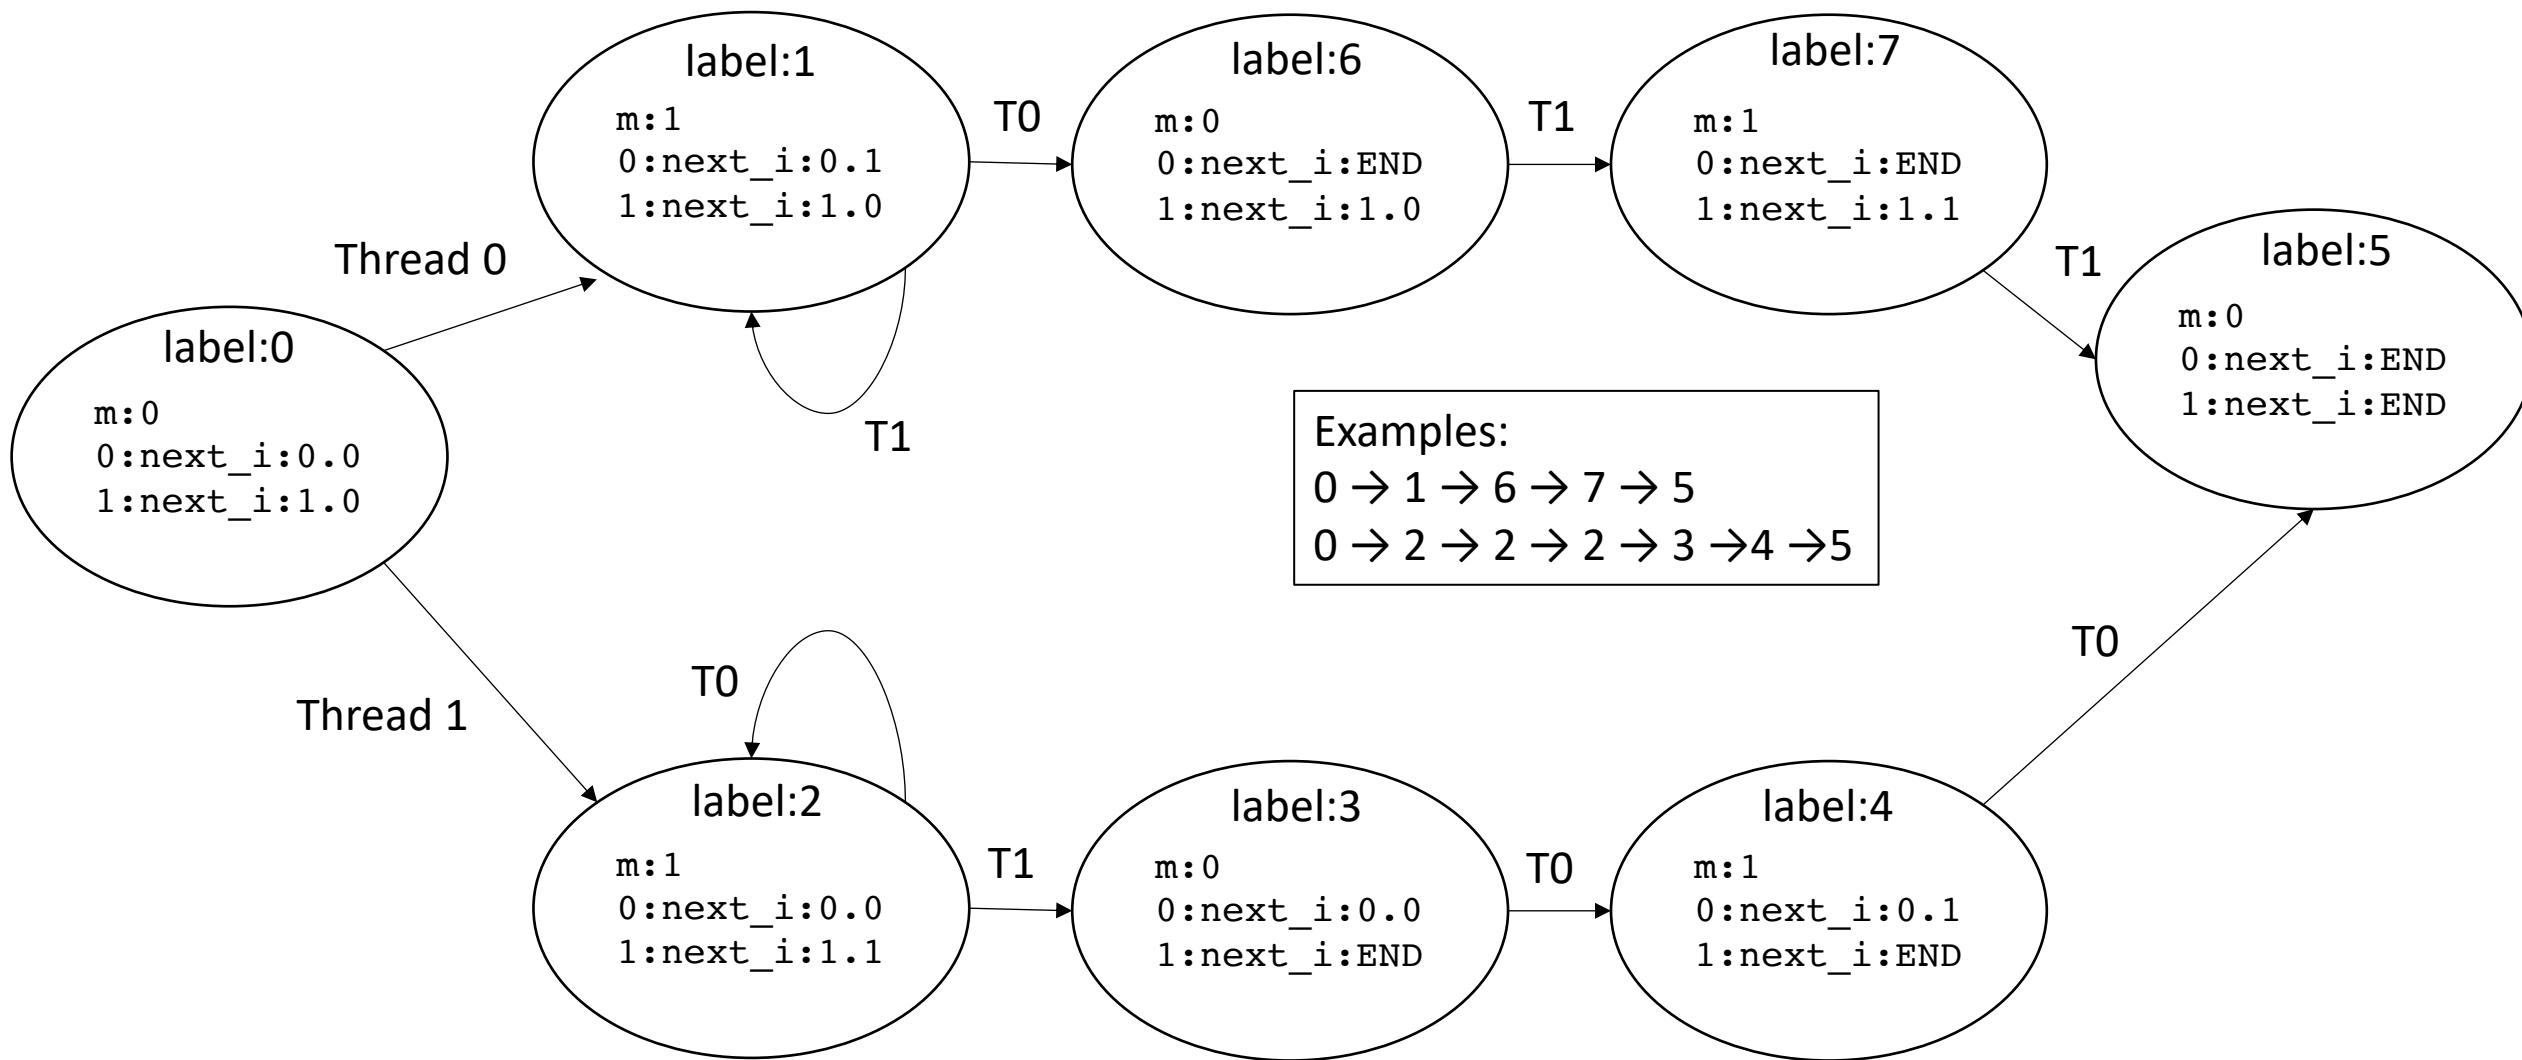 label:1
m:1
0:next_i:0.1
1:next_i:1.0
T0
label:6
m:0
0:next_i:END
1:next_i:1.0
T1
label:7
m:1
0:next_i:END
1:next_i:1.1
T1
label:5
m:0
0:next_i:END
1:next_i:END
Thread 0
label:0
m:0
0:next_i:0.0
1:next_i:1.0
T1
Examples:
0 → 1 → 6 → 7 → 5
0 → 2 → 2 → 2 → 3 →4 →5
Thread 1
T0
label:2
m:1
0:next_i:0.0
1:next_i:1.1
T1
label:3
m:0
0:next_i:0.0
1:next_i:END
T0
label:4
m:1
0:next_i:0.1
1:next_i:END
T0